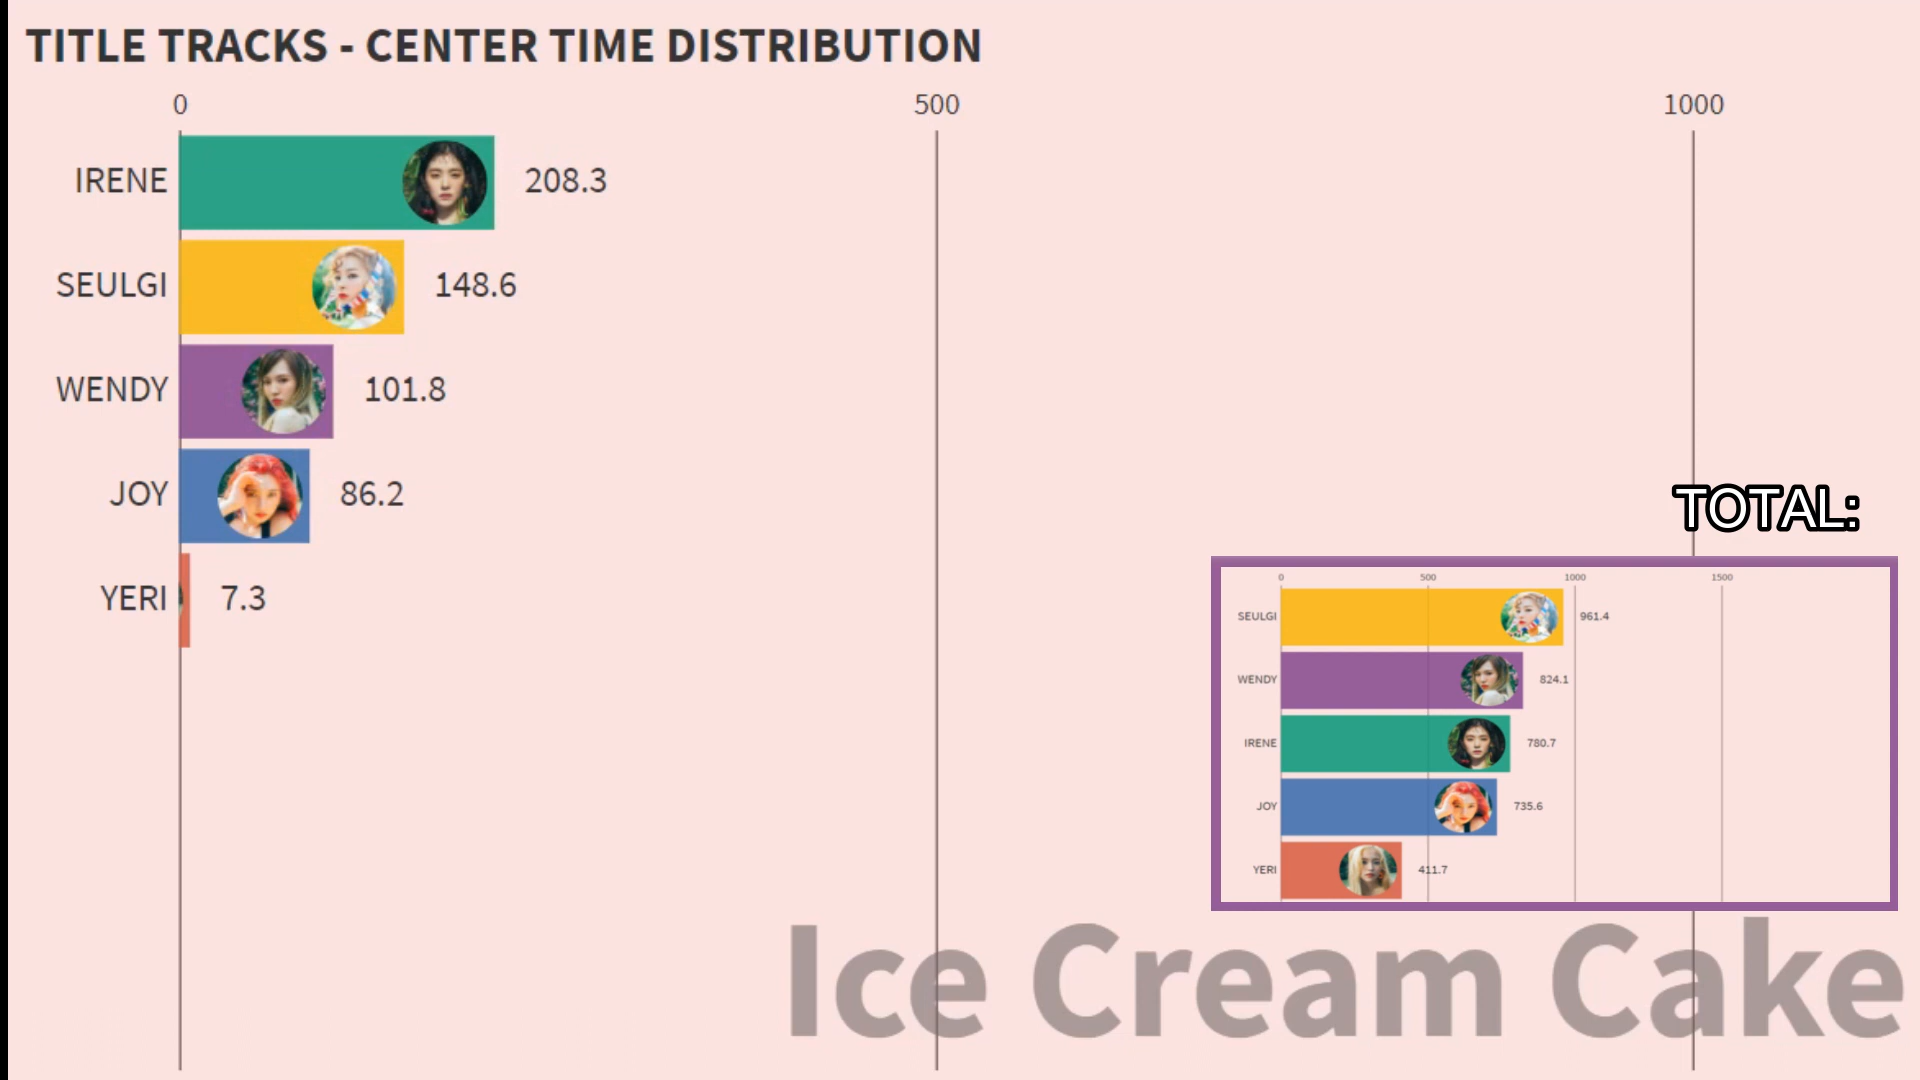 TITLE TRACKS - CENTER TIME DISTRIBUTION
0 500 1000
IRENE 208.3
SEULGI 148.6
WENDY 101.8
JOY 86.2
YERI 7.3
TOTAL:
0 500 1000 1500
SEULGI 961.4
WENDY 824.1
IRENE 780.7
JOY 735.6
YERI 411.7
Ice Cream Cake